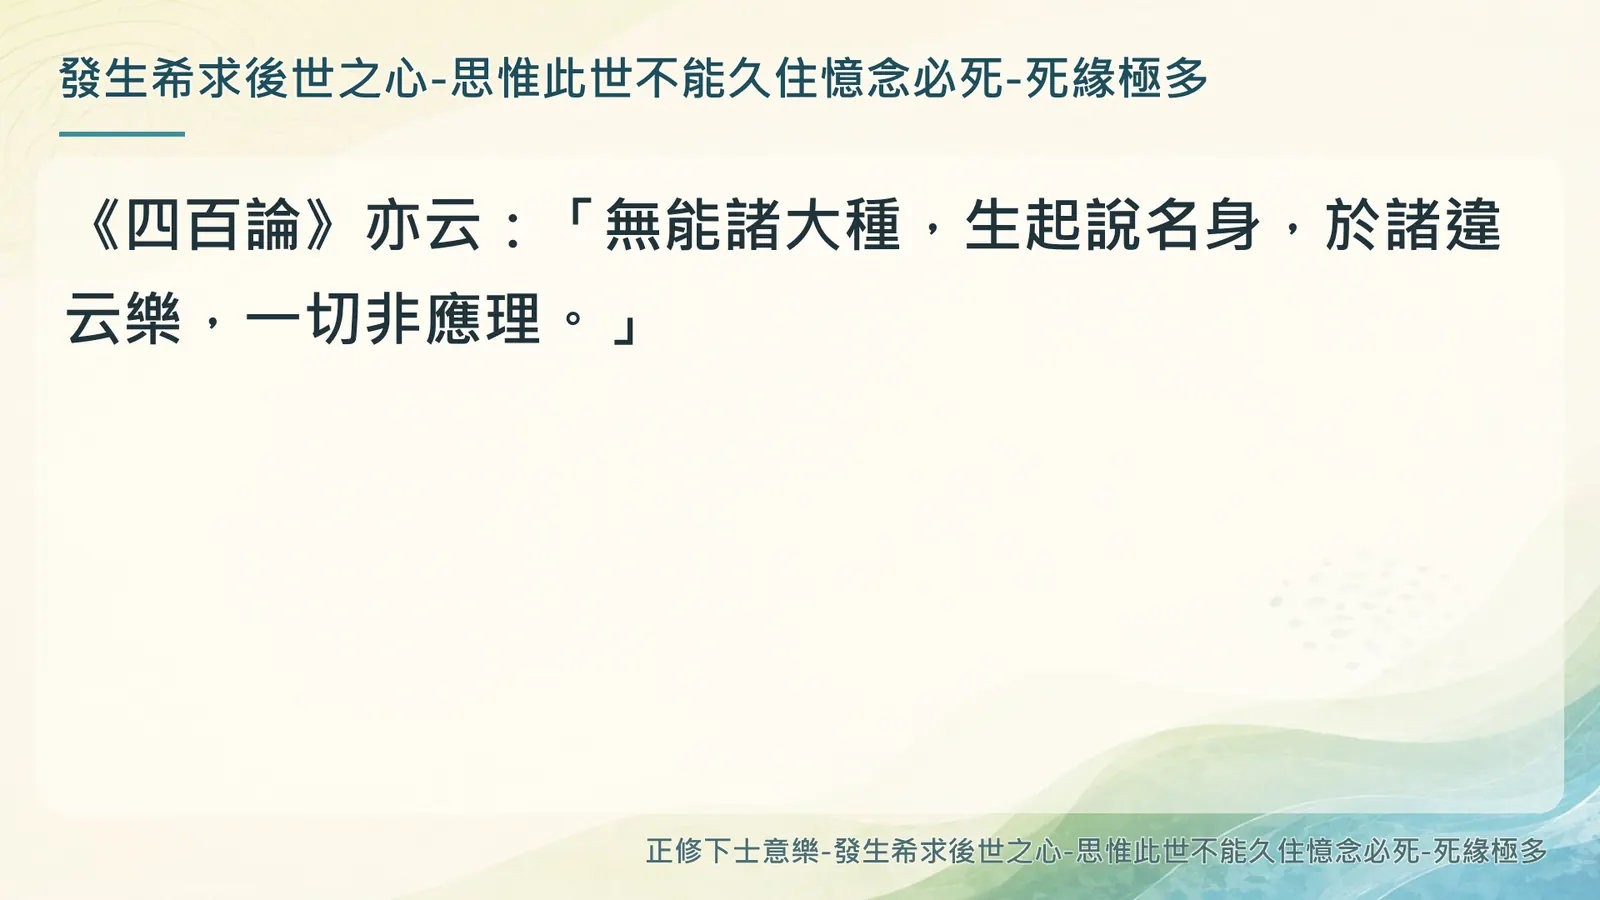 發生希求後世之心-思惟此世不能久住憶念必死-死緣極多
《四百論》亦云：「無能諸大種，生起說名身，於諸違
云樂，一切非應理。」
正修下士意樂-發生希求後世之心-思惟此世不能久住憶念必死-死緣極多